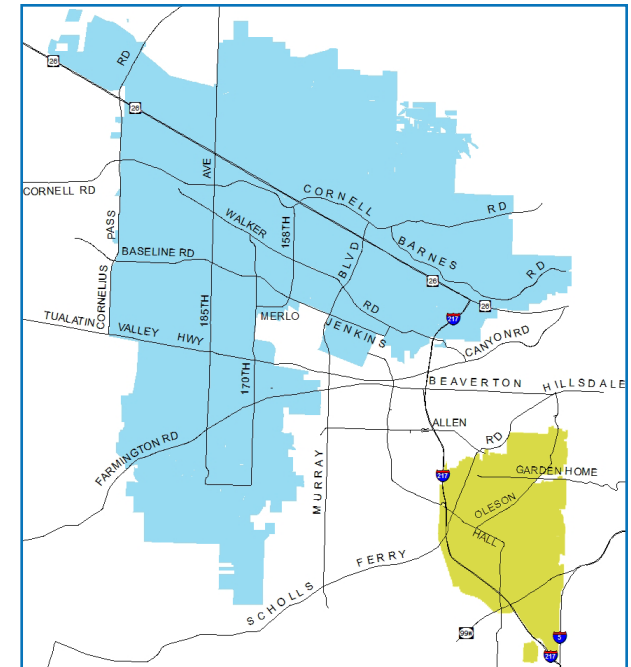 26
RD
26
AVE
CORNELL RD
CORNELL
RD
PASS
WALKER
158TH
BLVD
BARNES
BASELINE RD
26
RD
CORNELIUS
185TH
MERLO
RD
26
TUALATIN
VALLEY
HWY
JENKINS
217
CANYON RD
170TH
BEAVERTON
HILLSDALE
ALLEN
FARMINGTON RD
RD
MURRAY
217
GARDEN HOME
OLESON
HALL
FERRY
SCHOLLS
99W
5
217